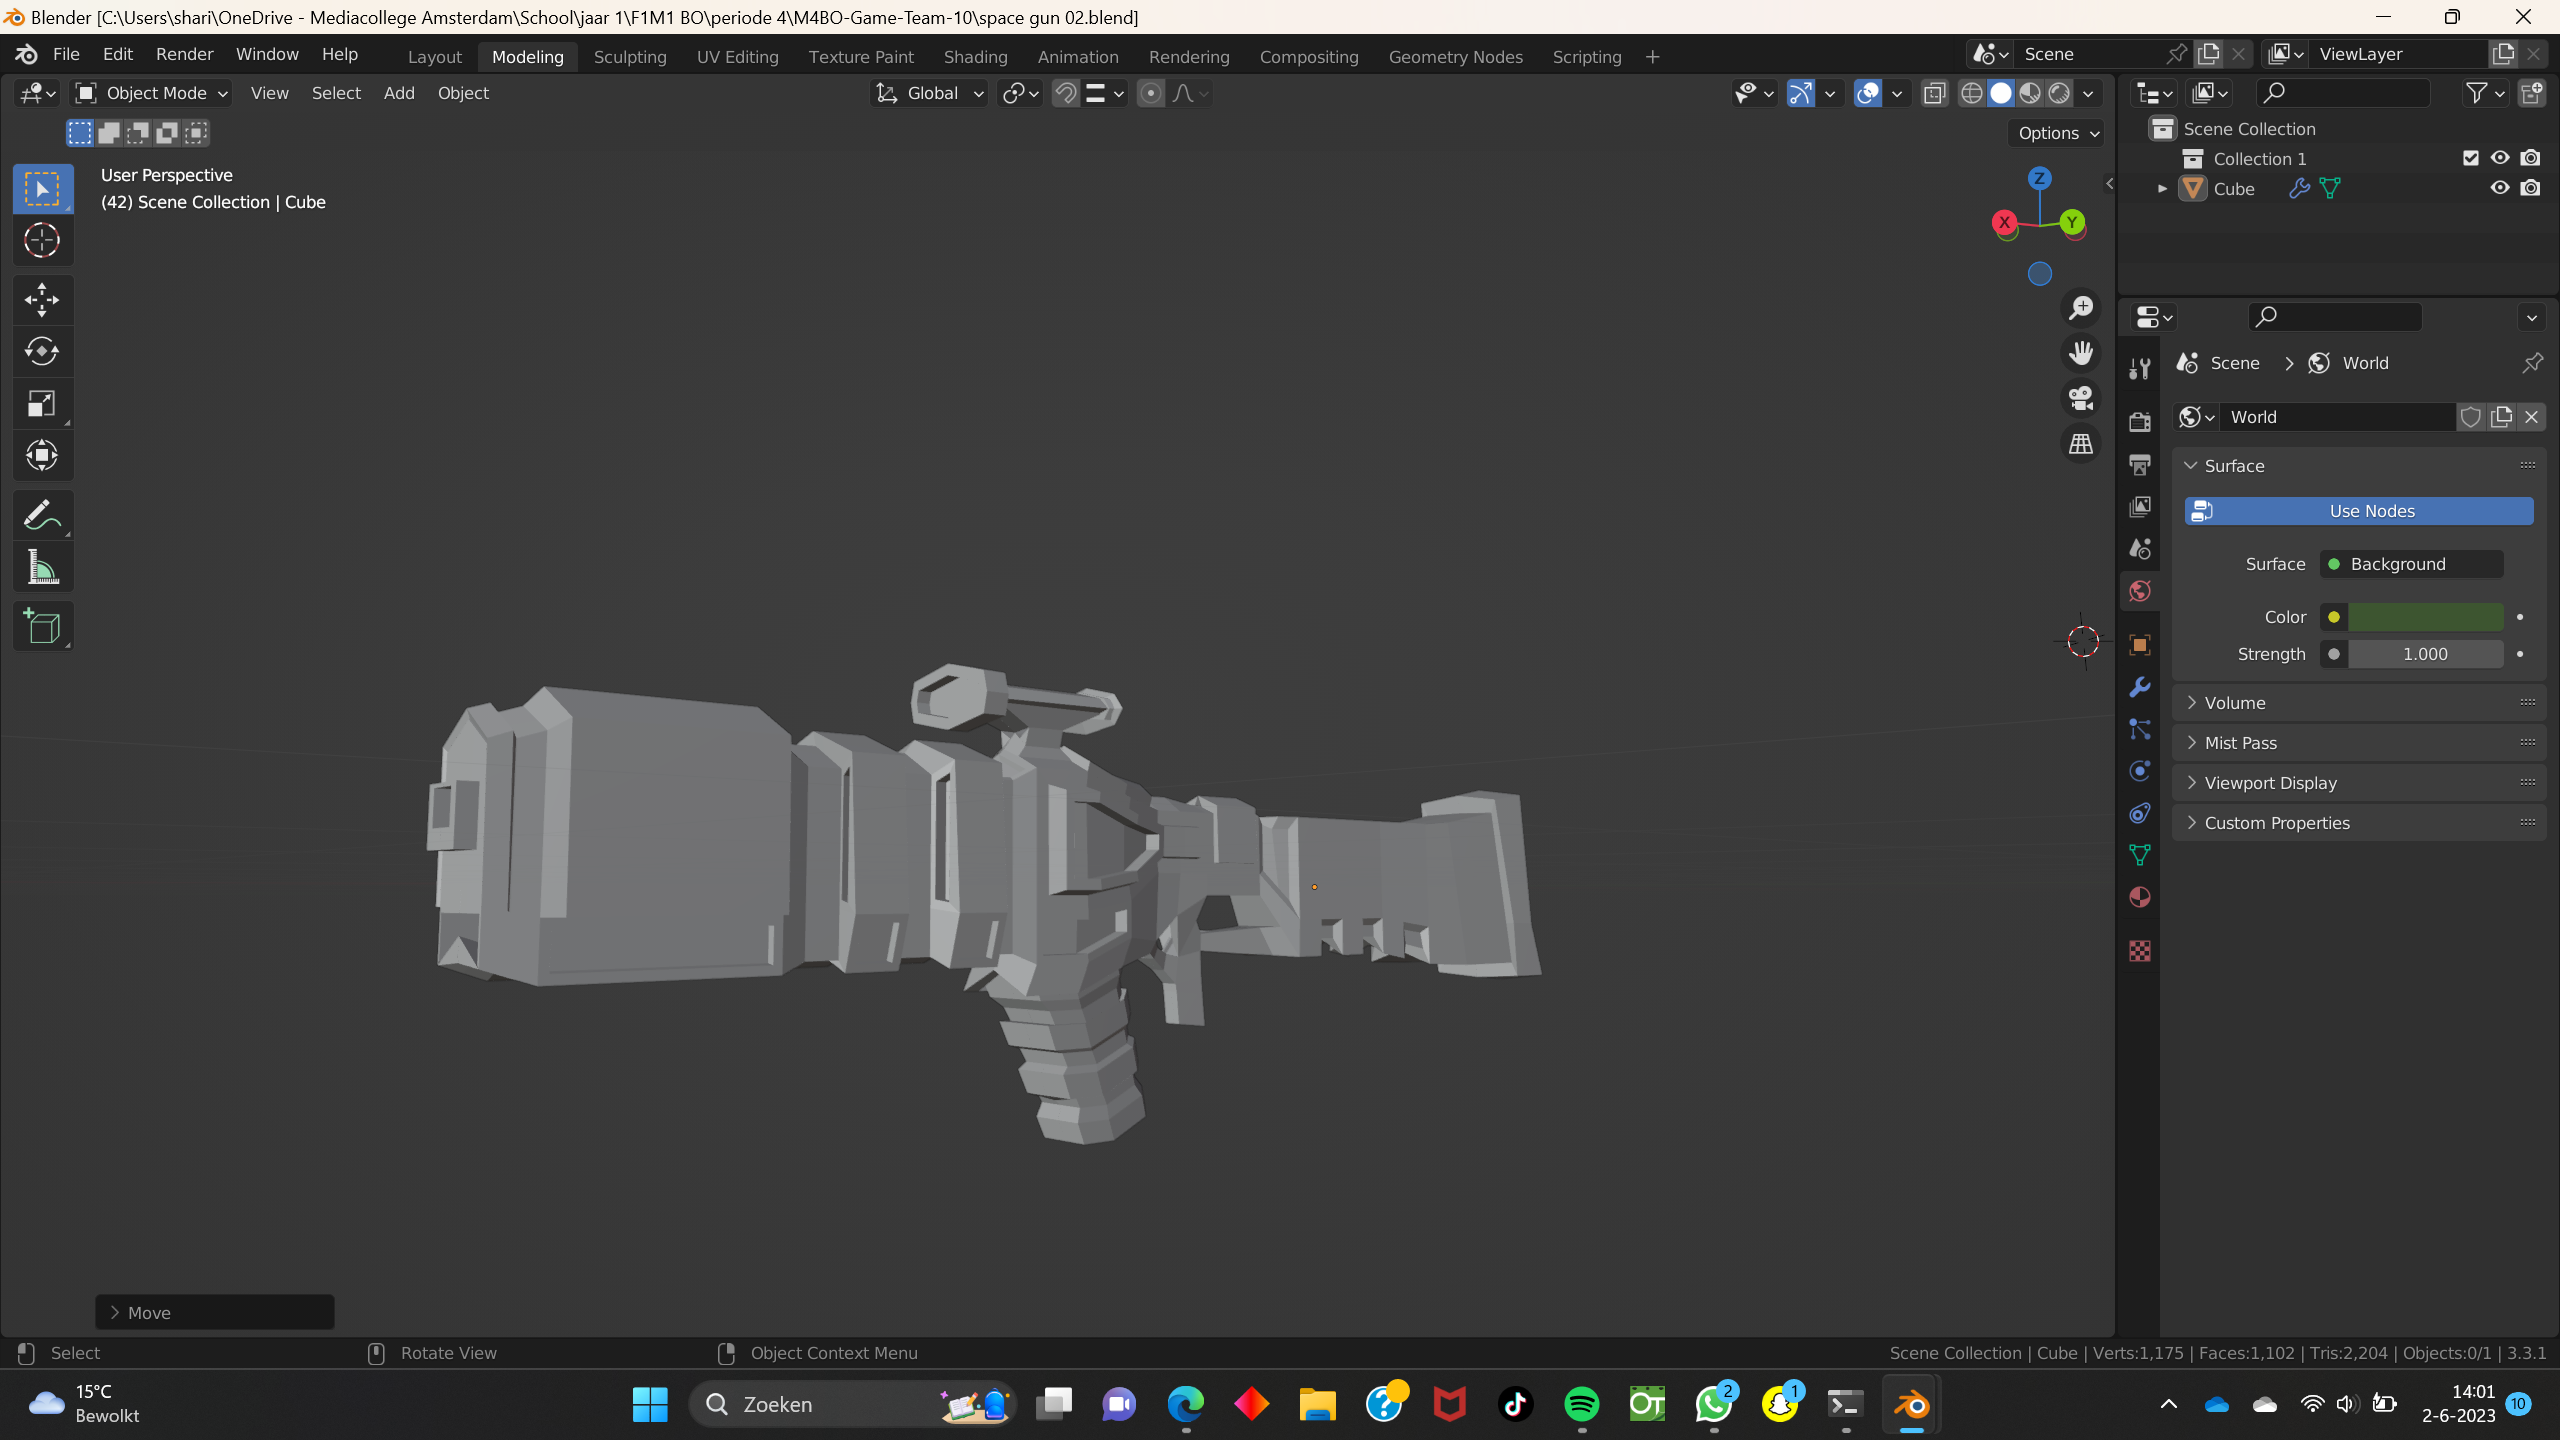 Blender [C:\Users\shari\OneDrive - Mediacollege Amsterdam\School\jaar 1\F1M1 BO\periode 4\M4BO-Game-Team-10\space gun 02.blend]
File Edit Render Window Help Layout Modeling Sculpting UV Editing Texture Paint Shading Animation Rendering Compositing Geometry Nodes Scripting + Scene ViewLayer
Object Mode View Select Add Object Global
Options
User Perspective
(42) Scene Collection | Cube
Z
X
Y
Scene Collection
Collection 1
Cube
Scene > World
World
Surface
Use Nodes
Surface Background
Color
Strength 1.000
Volume
Mist Pass
Viewport Display
Custom Properties
Move
Select Rotate View Object Context Menu Scene Collection | Cube | Verts:1,175 | Faces:1,102 | Tris:2,204 | Objects:0/1 | 3.3.1
15°C
Bewolkt
Zoeken
OT
2
1
14:01
2-6-2023
10